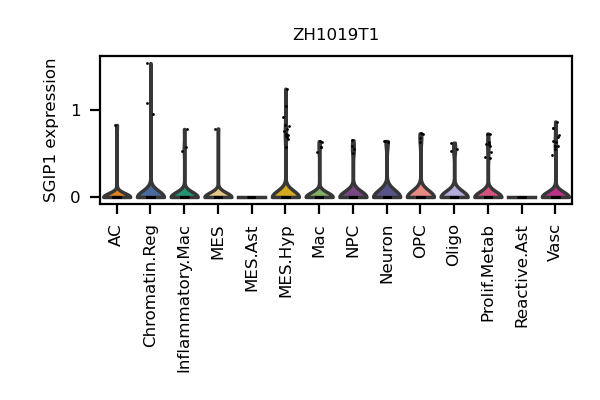 ZH1019T1
SGIP1 expression
1
0
AC
Chromatin.Reg
Inflammatory.Mac
MES
MES.Ast
MES.Hyp
Mac
NPC
Neuron
OPC
Oligo
Prolif.Metab
Reactive.Ast
Vasc